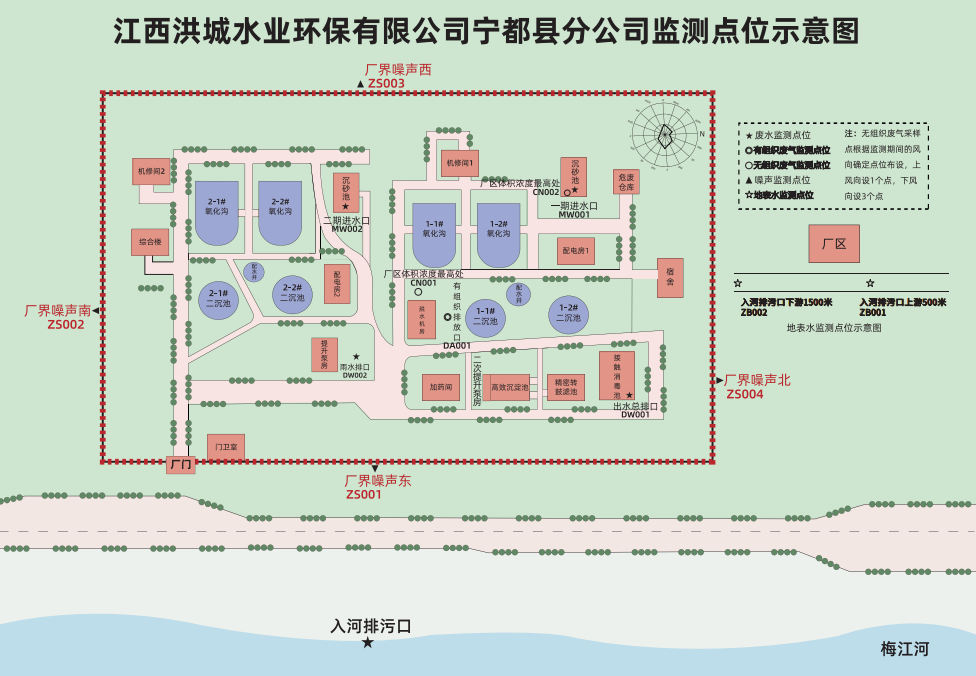 江西洪城水业环保有限公司宁都县分公司监测点位示意图
厂界噪声西
▲ ZS003
N
★ 废水监测点位
有组织废气监测点位
无组织废气监测点位
▲ 噪声监测点位
☆地表水监测点位
注: 无组织废气采样
点根据监测期间的风
向确定点位布设，上
风向设1个点，下风
向设3个点
厂区
入河排污口下游1500米
ZB002
入河排污口上游500米
ZB001
地表水监测点位示意图
机修间2
综合楼
2-1#
氧化沟
2-2#
氧化沟
沉砂池
二期进水口
MW002
机修间1
厂区体积浓度最高处
CN002
沉砂池
危废
仓库
一期进水口
MW001
1-1#
氧化沟
1-2#
氧化沟
配电房1
宿舍
2-1#
二沉池
配水井
2-2#
二沉池
配电房2
厂区体积浓度最高处
CN001
有组织排放口
DA001
1-1#
二沉池
配水井
1-2#
二沉池
提升泵房
雨水排口
DW002
加药间
二次提升泵房
高效沉淀池
精密转
鼓滤池
接触消毒池
出水总排口
DW001
厂界噪声南
ZS002
厂界噪声北
ZS004
门卫室
厂门
厂界噪声东
ZS001
入河排污口
梅江河